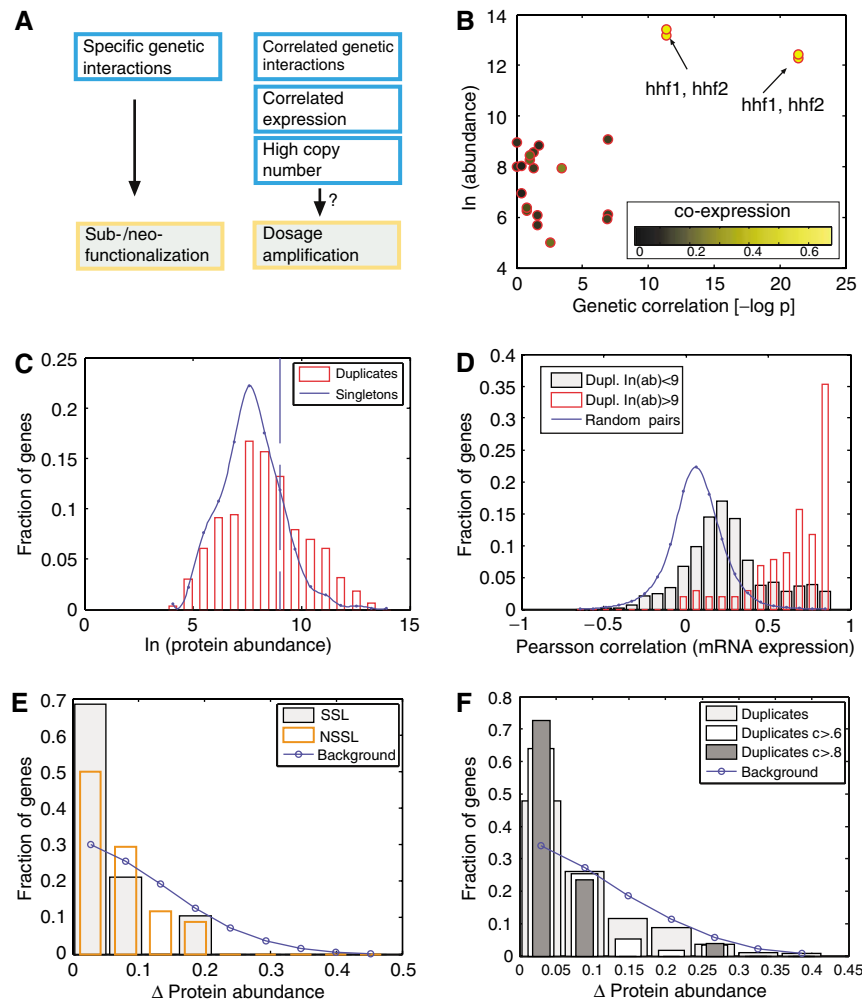 A
Specific genetic
interactions
Sub-/neo-
functionalization
Correlated genetic
interactions
Correlated
expression
High copy
number
?
Dosage
amplification
B
ln (abundance)
14
12
10
8
6
4
hhf1, hhf2
hhf1, hhf2
co-expression
0 0.2 0.4 0.6
0 5 10 15 20 25
Genetic correlation [−log p]
C
Fraction of genes
0.25
0.2
0.15
0.1
0.05
0
Duplicates
Singletons
0 5 10 15
ln (protein abundance)
D
Fraction of genes
0.4
0.35
0.3
0.25
0.2
0.15
0.1
0.05
0
Dupl. ln(ab)<9
Dupl. ln(ab)>9
Random pairs
−1 −0.5 0 0.5 1
Pearsson correlation (mRNA expression)
E
Fraction of genes
0.7
0.6
0.5
0.4
0.3
0.2
0.1
0
SSL
NSSL
Background
0.1 0.2 0.3 0.4 0.5
Δ Protein abundance
F
Fraction of genes
0.8
0.7
0.6
0.5
0.4
0.3
0.2
0.1
0
Duplicates
Duplicates c>.6
Duplicates c>.8
Background
0 0.05 0.15 0.2 0.25 0.3 0.35 0.4 0.45
Δ Protein abundance